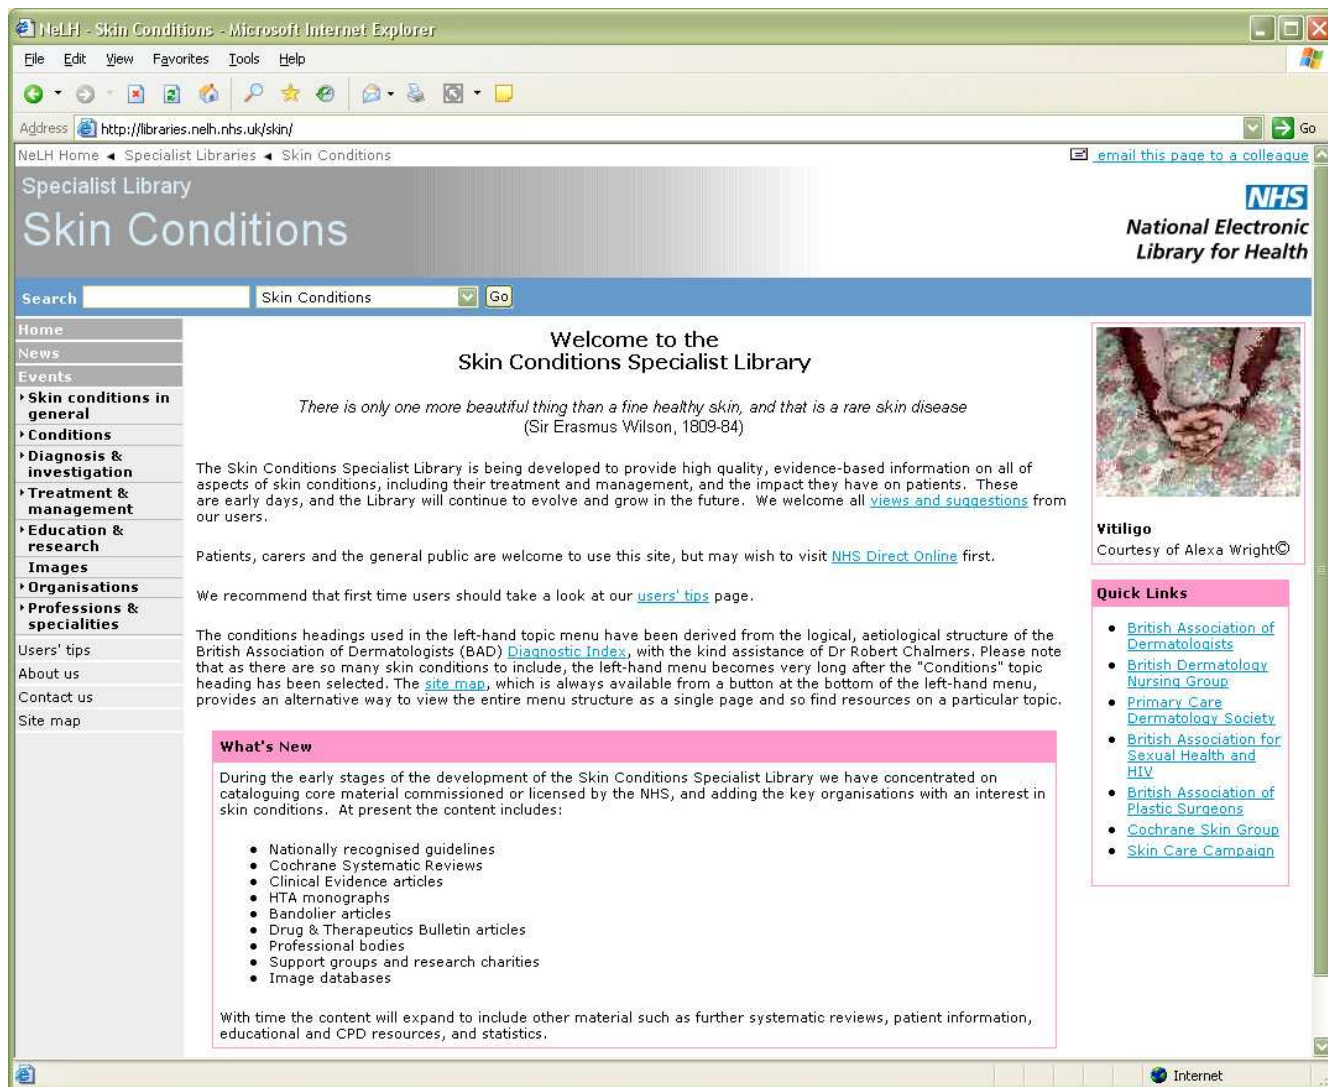 NeLH - Skin Conditions - Microsoft Internet Explorer
File Edit View Favorites Tools Help
Address http://libraries.nelh.nhs.uk/skin/ Go
NeLH Home ◄ Specialist Libraries ◄ Skin Conditions
email this page to a colleague
Specialist Library
Skin Conditions
NHS
National Electronic
Library for Health
Search Skin Conditions Go
Home
News
Events
Skin conditions in
general
Conditions
Diagnosis &
investigation
Treatment &
management
Education &
research
Images
Organisations
Professions &
specialities
Users' tips
About us
Contact us
Site map
Welcome to the
Skin Conditions Specialist Library
There is only one more beautiful thing than a fine healthy skin, and that is a rare skin disease
(Sir Erasmus Wilson, 1809-84)
The Skin Conditions Specialist Library is being developed to provide high quality, evidence-based information on all of
aspects of skin conditions, including their treatment and management, and the impact they have on patients. These
are early days, and the Library will continue to evolve and grow in the future. We welcome all views and suggestions from
our users.
Patients, carers and the general public are welcome to use this site, but may wish to visit NHS Direct Online first.
We recommend that first time users should take a look at our users' tips page.
The conditions headings used in the left-hand topic menu have been derived from the logical, aetiological structure of the
British Association of Dermatologists (BAD) Diagnostic Index, with the kind assistance of Dr Robert Chalmers. Please note
that as there are so many skin conditions to include, the left-hand menu becomes very long after the "Conditions" topic
heading has been selected. The site map, which is always available from a button at the bottom of the left-hand menu,
provides an alternative way to view the entire menu structure as a single page and so find resources on a particular topic.
What's New
During the early stages of the development of the Skin Conditions Specialist Library we have concentrated on
cataloguing core material commissioned or licensed by the NHS, and adding the key organisations with an interest in
skin conditions. At present the content includes:
● Nationally recognised guidelines
● Cochrane Systematic Reviews
● Clinical Evidence articles
● HTA monographs
● Bandolier articles
● Drug & Therapeutics Bulletin articles
● Professional bodies
● Support groups and research charities
● Image databases
With time the content will expand to include other material such as further systematic reviews, patient information,
educational and CPD resources, and statistics.
Vitiligo
Courtesy of Alexa Wright©
Quick Links
● British Association of
Dermatologists
● British Dermatology
Nursing Group
● Primary Care
Dermatology Society
● British Association for
Sexual Health and
HIV
● British Association of
Plastic Surgeons
● Cochrane Skin Group
● Skin Care Campaign
Internet